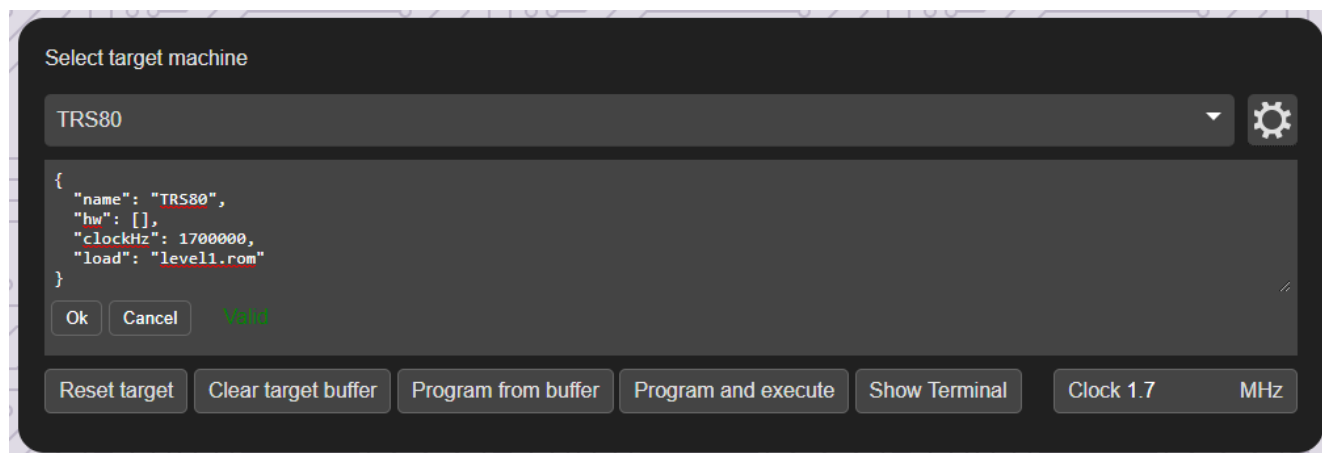 Select target machine
TRS80
{
  "name": "TRS80",
  "hw": [],
  "clockHz": 1700000,
  "load": "level1.rom"
}
Ok Cancel Valid
Reset target Clear target buffer Program from buffer Program and execute Show Terminal Clock 1.7 MHz